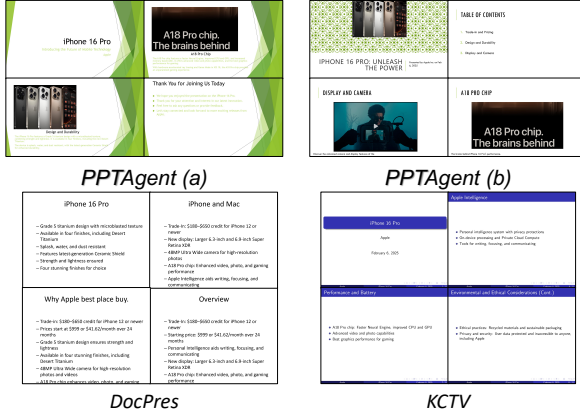 iPhone 16 Pro
A18 Pro chip.
The brains behind
A18 Pro Chip
Design and Durability
Thank You for Joining Us Today
IPHONE 16 PRO: UNLEASH
THE POWER
TABLE OF CONTENTS
Trade-in and Pricing
Design and Durability
Display and Camera
DISPLAY AND CAMERA
A18 PRO CHIP
A18 Pro chip.
The brains behind
PPTAgent (a)
PPTAgent (b)
iPhone 16 Pro
– Grade 5 titanium design with microblasted texture
– Available in four finishes, including Desert
Titanium
– Splash, water, and dust resistant
– Features latest-generation Ceramic Shield
– Strength and lightness ensured
– Four stunning finishes for choice
iPhone and Mac
– Trade-in: $180–$650 credit for iPhone 12 or
newer
– New display: Larger 6.3-inch and 6.9-inch Super
Retina XDR
– 48MP Ultra Wide camera for high-resolution
photos
– A18 Pro chip: Enhanced video, photo, and gaming
performance
– Apple Intelligence aids writing, focusing, and
communicating
Why Apple best place buy.
– Trade-in: $180–$650 credit for iPhone 12 or
newer
– Prices start at $999 or $41.62/month over 24
months
– Grade 5 titanium design ensures strength and
lightness
– Available in four stunning finishes, including
Desert Titanium
– 48MP Ultra Wide camera for high-resolution
photos and videos
– A18 Pro chip enhances video, photo, and gaming
Overview
– Trade-in: $180–$650 credit for iPhone 12 or
newer
– Starting price: $999 or $41.62/month over 24
months
– Personal Intelligence aids writing, focusing, and
communicating
– New display: Larger 6.3-inch and 6.9-inch Super
Retina XDR
– A18 Pro chip: Enhanced video, photo, and gaming
performance
iPhone 16 Pro
Apple
February 6, 2025
Apple Intelligence
Personal intelligence system with privacy protections
On-device processing and Private Cloud Compute
Tools for writing, focusing, and communicating
Performance and Battery
A18 Pro chip: Faster Neural Engine, improved CPU and GPU
Advanced video and photo capabilities
Best graphics performance for gaming
Environmental and Ethical Considerations (Cont.)
Ethical practices: Recycled materials and sustainable packaging
Privacy and security: User data protected and inaccessible to anyone,
including Apple
DocPres
KCTV